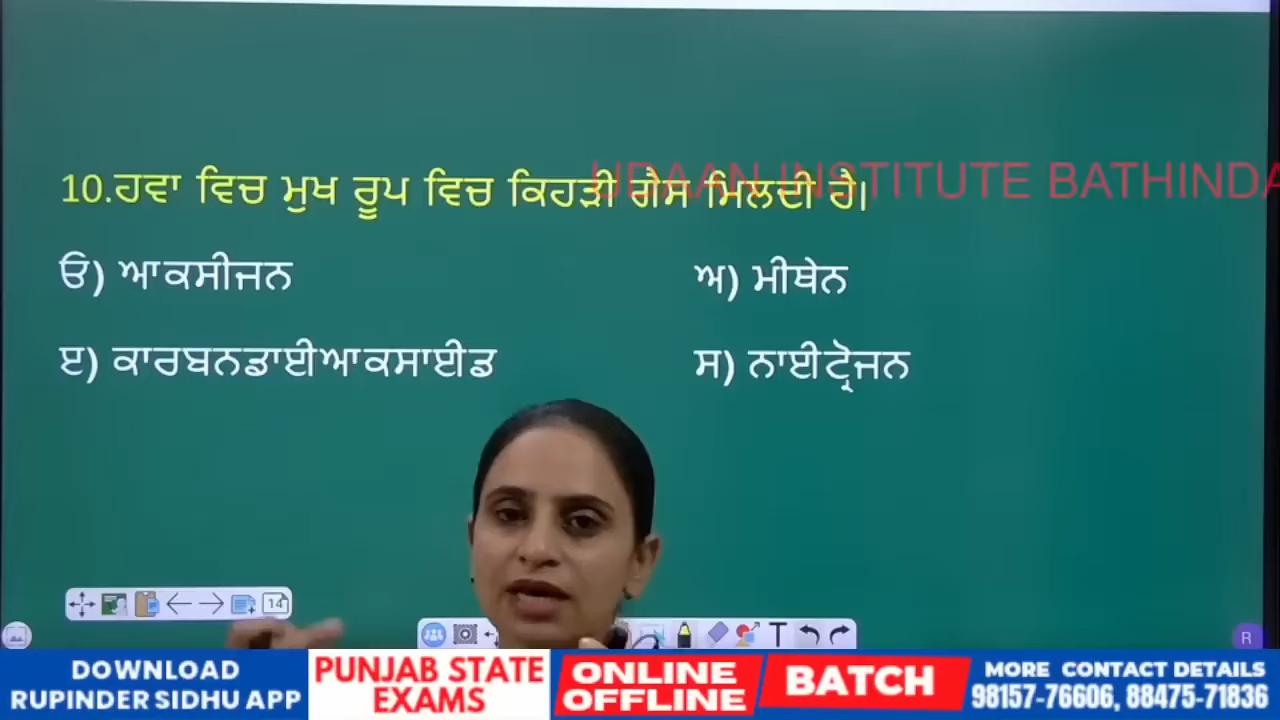 UDAAN INSTITUTE BATHINDA
10.ਹਵਾ ਵਿਚ ਮੁਖ ਰੂਪ ਵਿਚ ਕਿਹੜੀ ਗੈਸ ਮਿਲਦੀ ਹੈ।
ੳ) ਆਕਸੀਜਨ
ਅ) ਮੀਥੇਨ
ੲ) ਕਾਰਬਨਡਾਈਆਕਸਾਈਡ
ਸ) ਨਾਈਟ੍ਰੋਜਨ
14
T
R
DOWNLOAD
RUPINDER SIDHU APP
PUNJAB STATE
EXAMS
ONLINE
OFFLINE
BATCH
MORE CONTACT DETAILS
98157-76606, 88475-71836